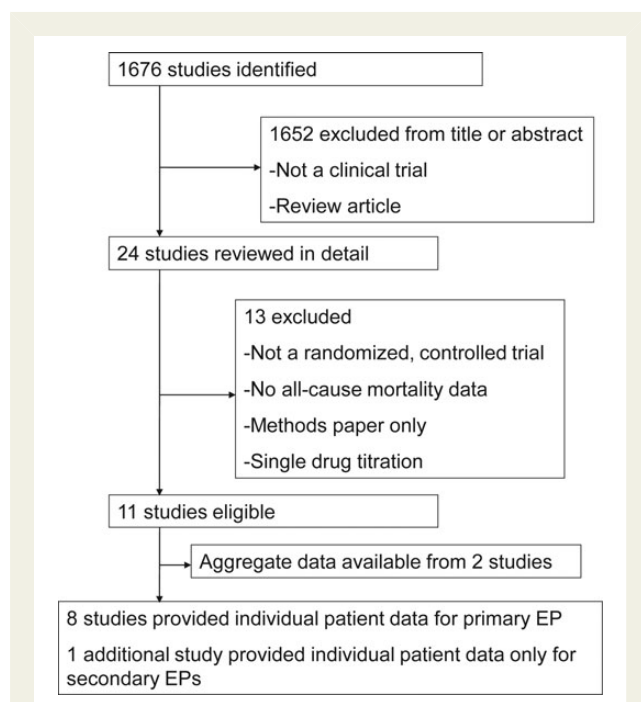 1676 studies identified
1652 excluded from title or abstract
-Not a clinical trial
-Review article
24 studies reviewed in detail
13 excluded
-Not a randomized, controlled trial
-No all-cause mortality data
-Methods paper only
-Single drug titration
11 studies eligible
Aggregate data available from 2 studies
8 studies provided individual patient data for primary EP
1 additional study provided individual patient data only for
secondary EPs